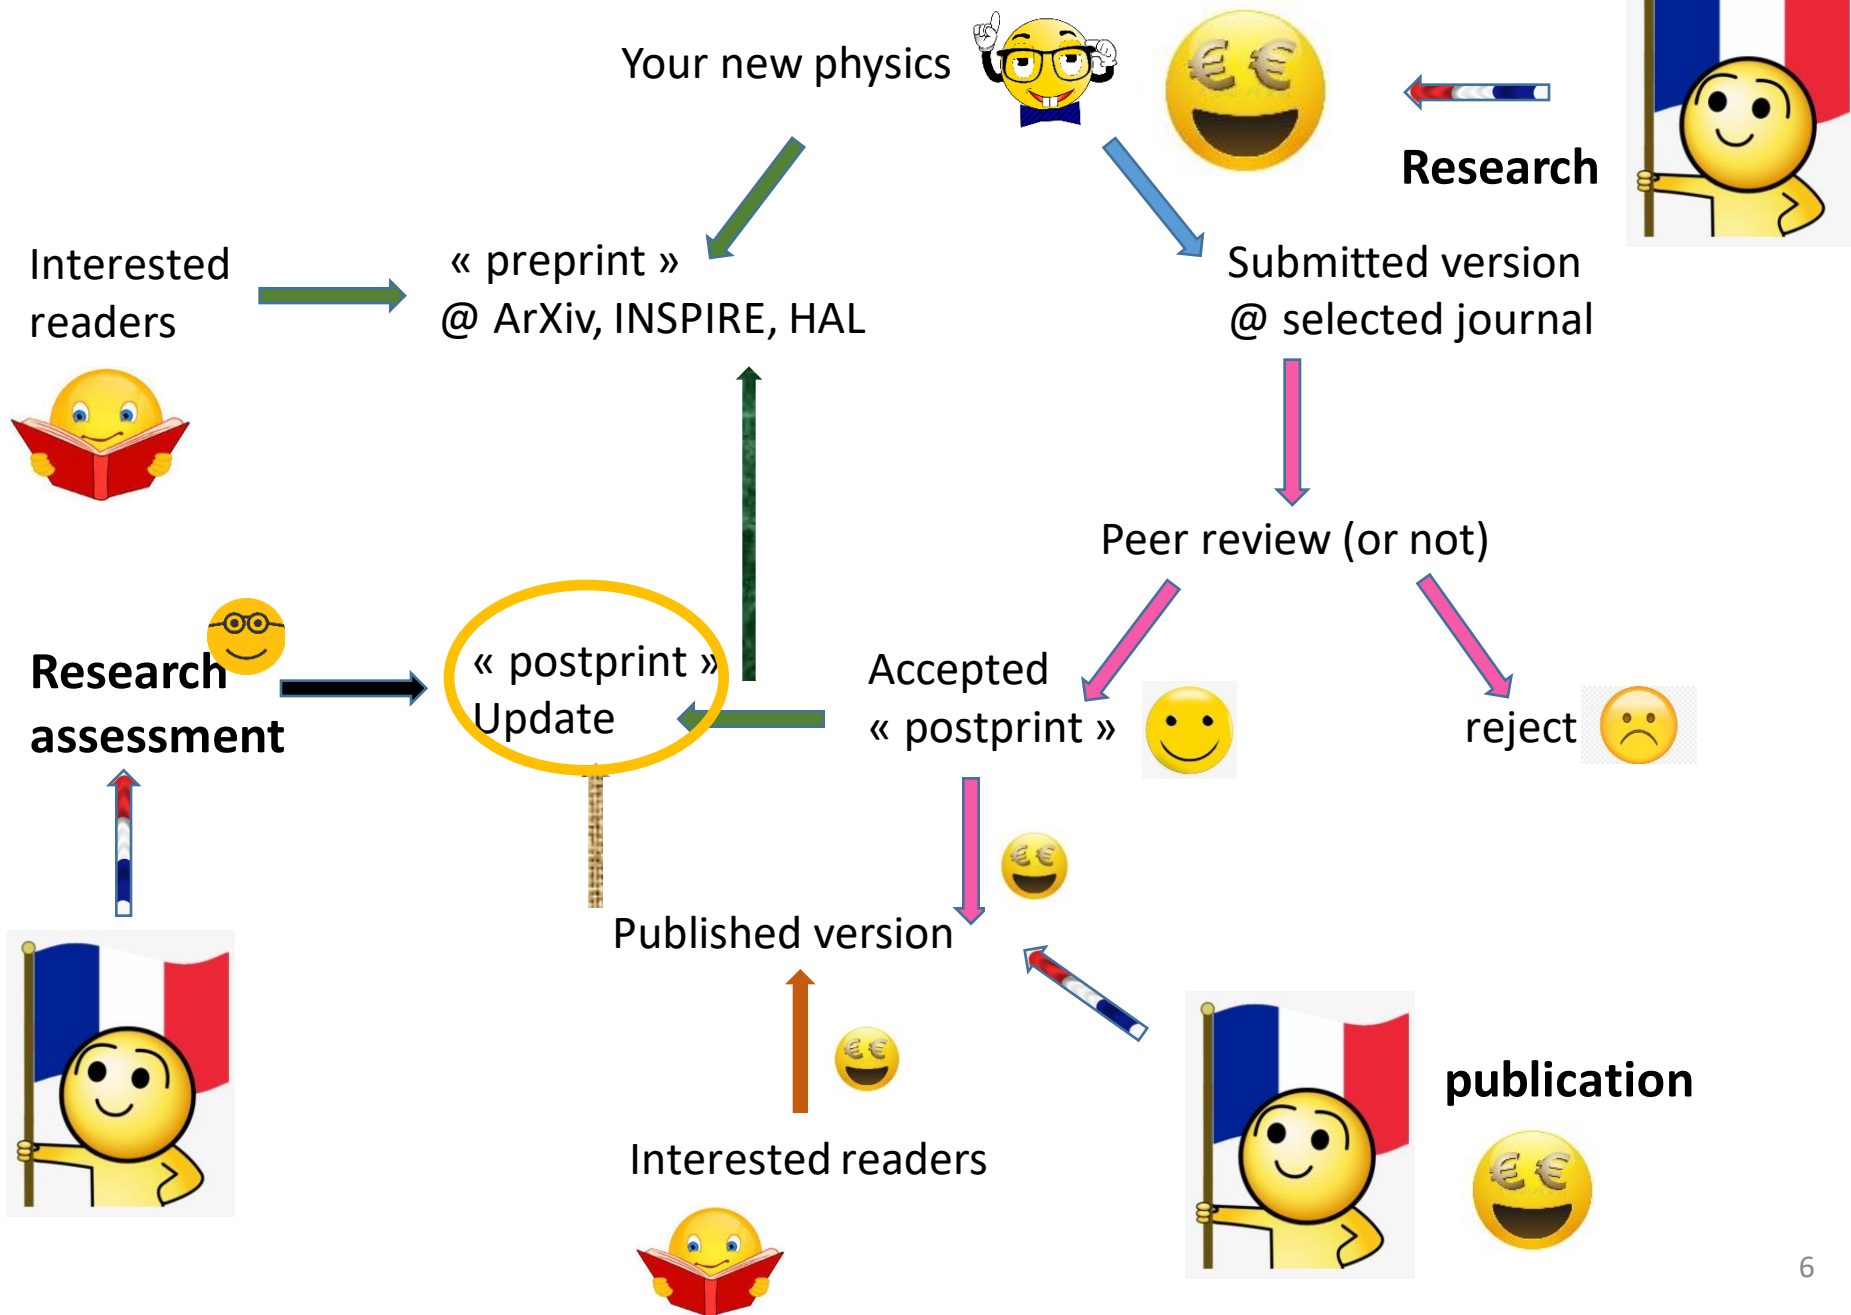 Your new physics
Research
Interested
readers
« preprint »
@ ArXiv, INSPIRE, HAL
Submitted version
@ selected journal
Peer review (or not)
Research
assessment
« postprint »
Update
Accepted
« postprint »
reject
Published version
publication
Interested readers
6